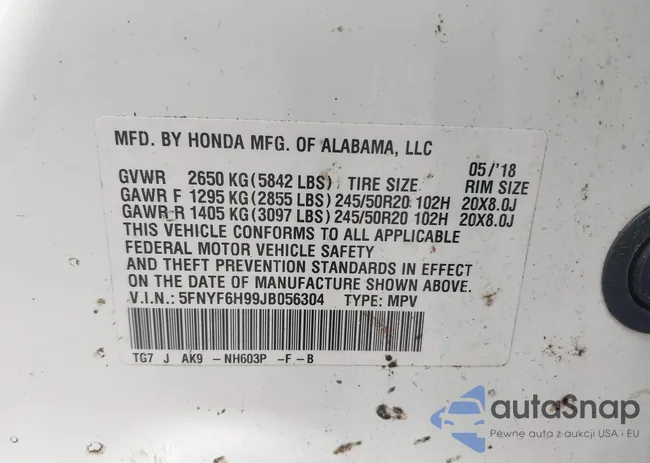 MFD. BY HONDA MFG. OF ALABAMA, LLC 05/'18
GVWR 2650 KG(5842 LBS) TIRE SIZE RIM SIZE
GAWR F 1295 KG(2855 LBS) 245/50R20 102H 20X8.0J
GAWR R 1405 KG(3097 LBS) 245/50R20 102H 20X8.0J
THIS VEHICLE CONFORMS TO ALL APPLICABLE
FEDERAL MOTOR VEHICLE SAFETY
AND THEFT PREVENTION STANDARDS IN EFFECT
ON THE DATE OF MANUFACTURE SHOWN ABOVE.
V.I.N.: 5FNYF6H99JB056304 TYPE: MPV
TG7 J AK9 -NH603P -F-B
autoSnap
Pewne auto z aukcji USA i EU